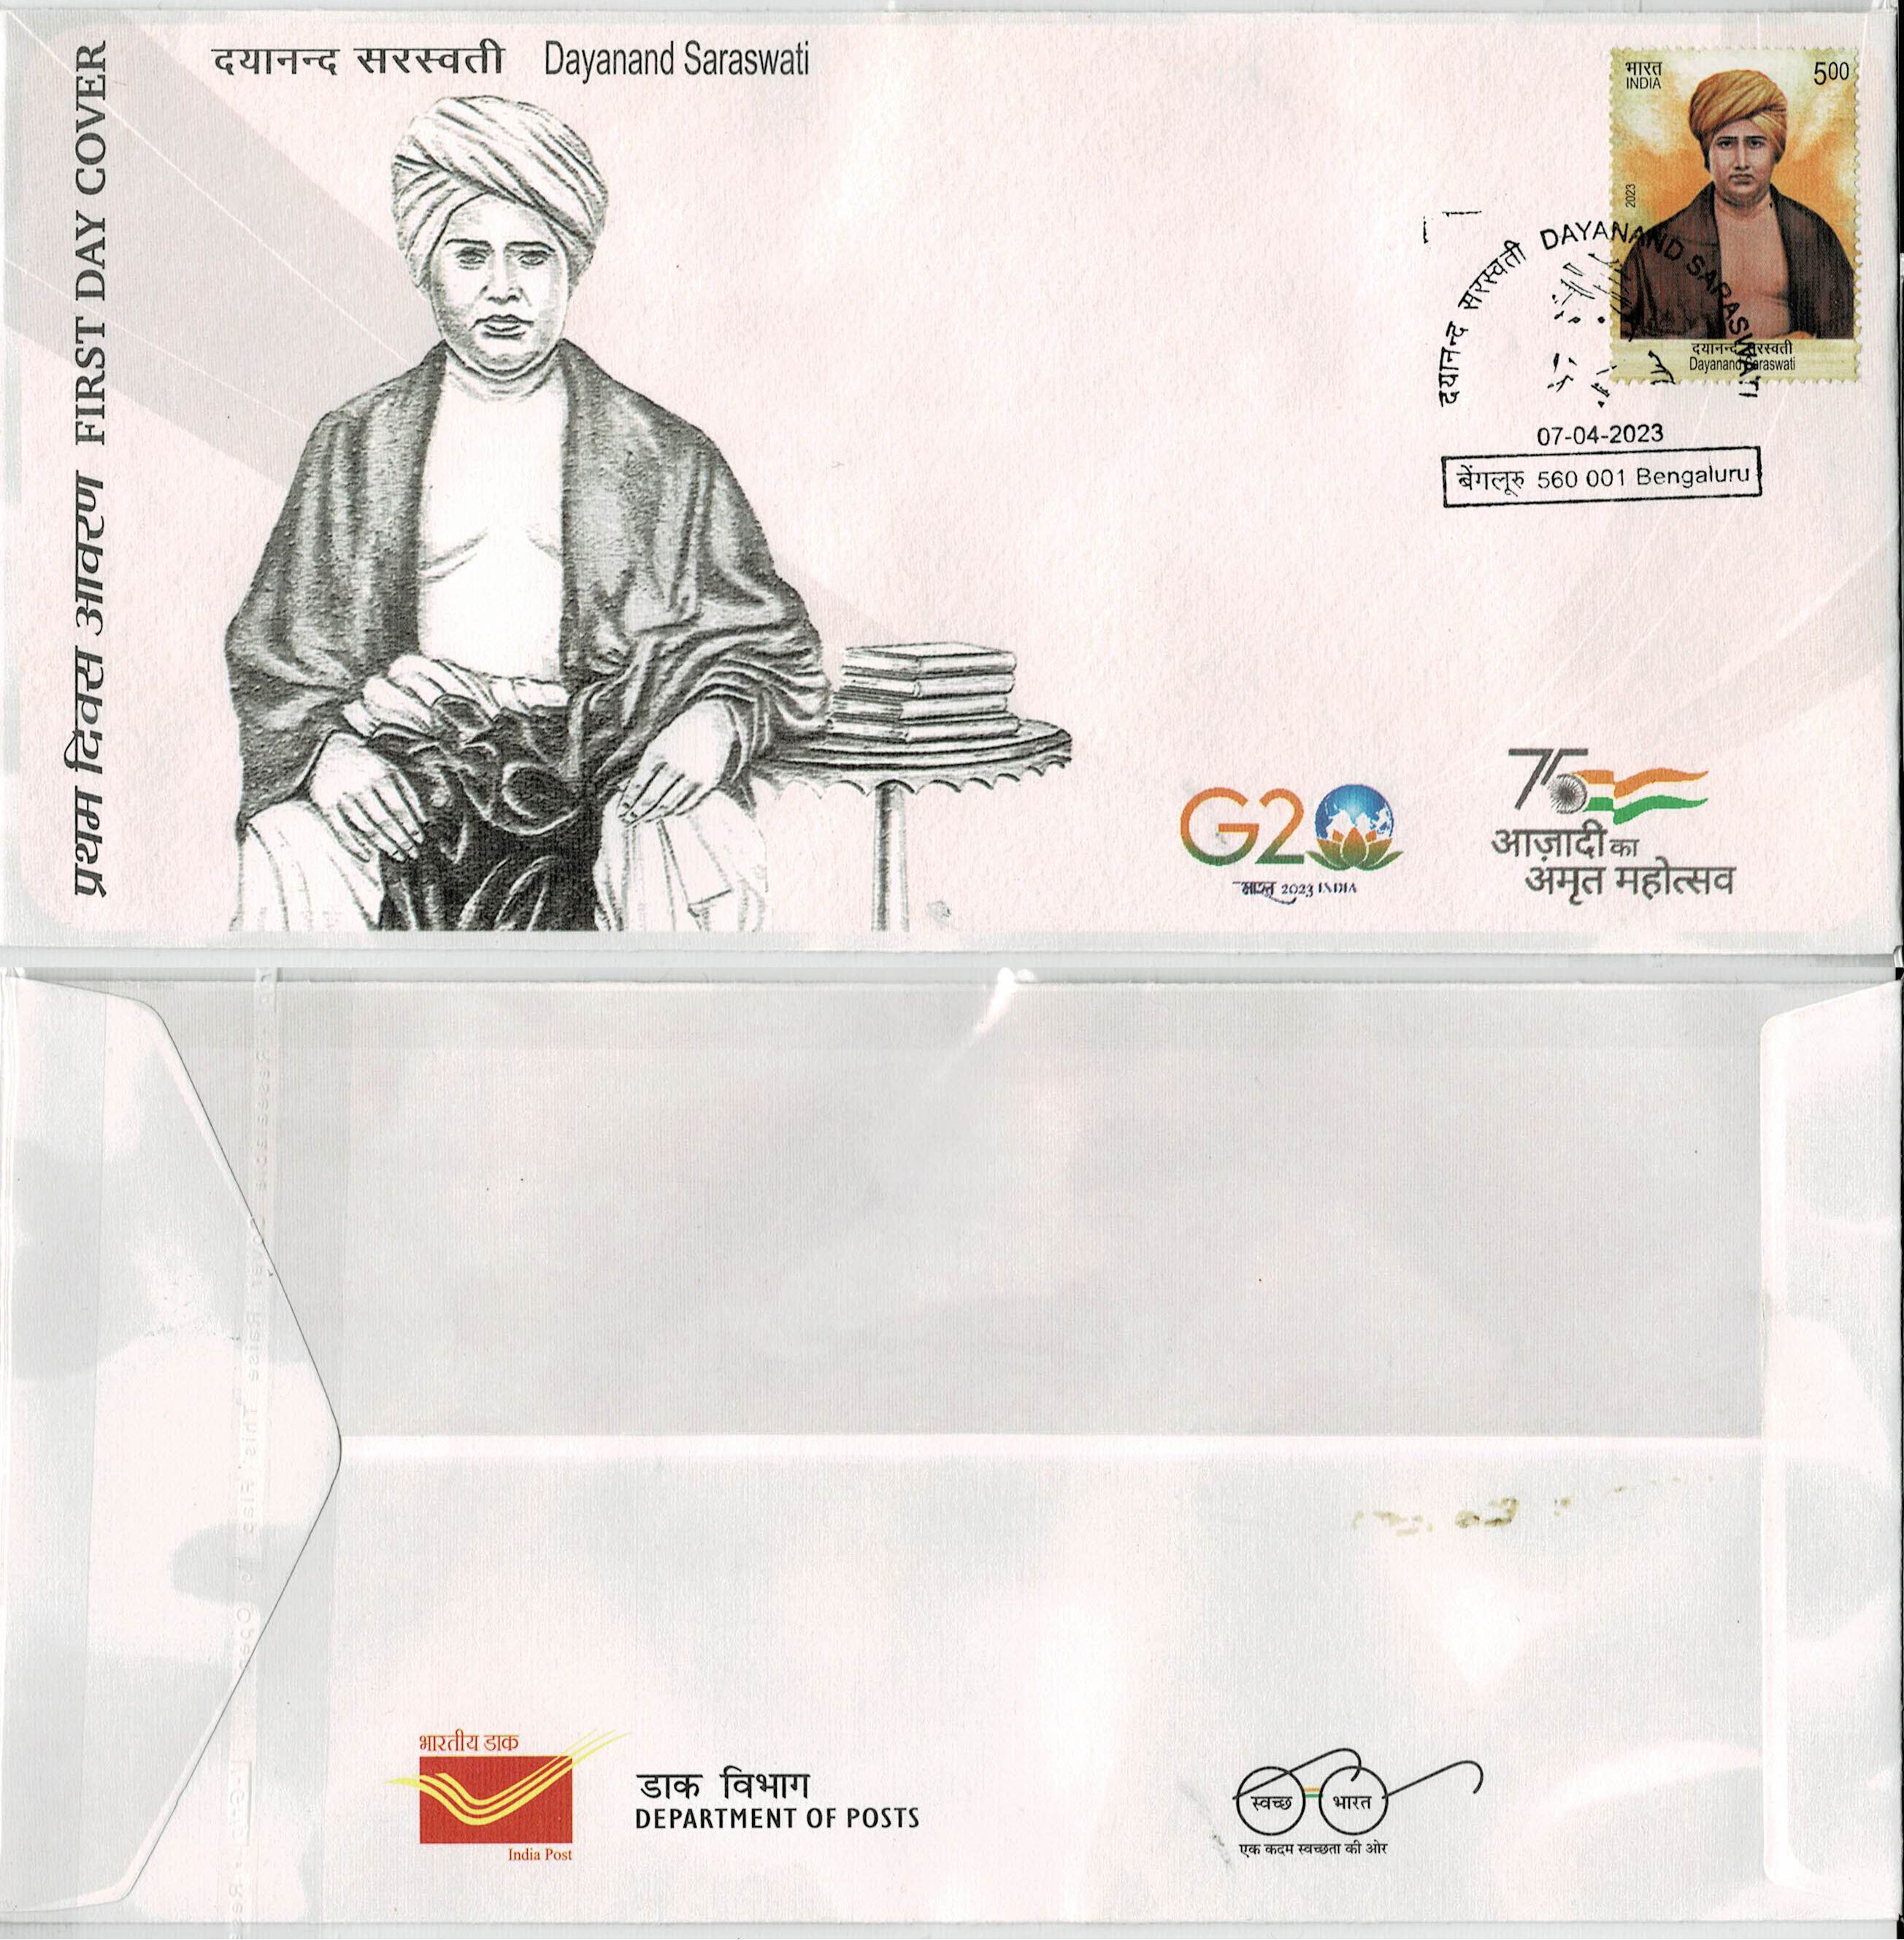 प्रथम दिवस आवरण FIRST DAY COVER
दयानन्द सरस्वती Dayanand Saraswati
भारत
INDIA
500
2023
दयानन्द सरस्वती
Dayanand Saraswati
दयानन्द सरस्वती DAYANAND SARASWATI
07-04-2023
बेंगलूरु 560 001 Bengaluru
G20
भारत 2023 INDIA
75
आज़ादी का
अमृत महोत्सव
भारतीय डाक
India Post
डाक विभाग
DEPARTMENT OF POSTS
स्वच्छ भारत
एक कदम स्वच्छता की ओर